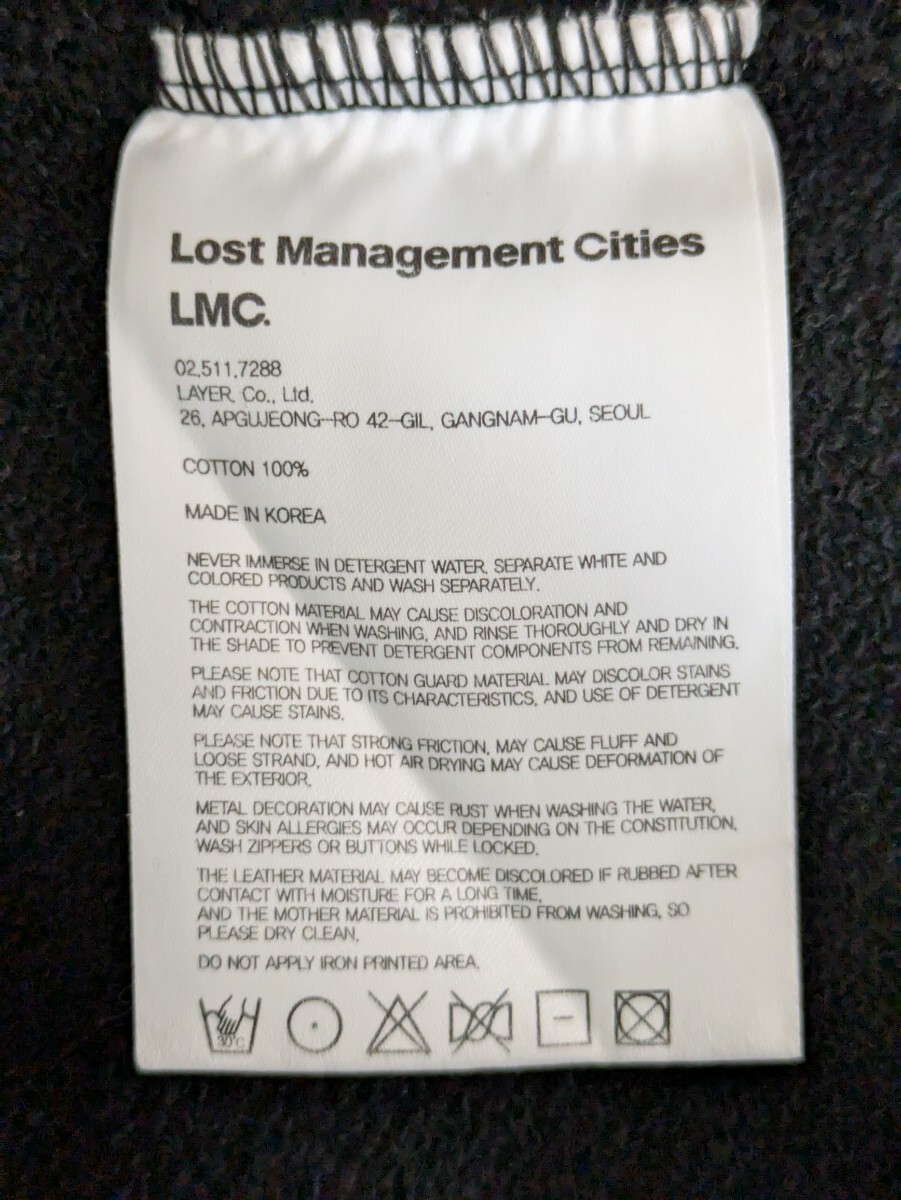 Lost Management Cities
LMC.
02.511.7288
LAYER. Co., Ltd.
26, APGUJEONG-RO 42-GIL, GANGNAM-GU, SEOUL
COTTON 100%
MADE IN KOREA
NEVER IMMERSE IN DETERGENT WATER. SEPARATE WHITE AND
COLORED PRODUCTS AND WASH SEPARATELY.
THE COTTON MATERIAL MAY CAUSE DISCOLORATION AND
CONTRACTION WHEN WASHING, AND RINSE THOROUGHLY AND DRY IN
THE SHADE TO PREVENT DETERGENT COMPONENTS FROM REMAINING.
PLEASE NOTE THAT COTTON GUARD MATERIAL MAY DISCOLOR STAINS
AND FRICTION DUE TO ITS CHARACTERISTICS, AND USE OF DETERGENT
MAY CAUSE STAINS.
PLEASE NOTE THAT STRONG FRICTION, MAY CAUSE FLUFF AND
LOOSE STRAND, AND HOT AIR DRYING MAY CAUSE DEFORMATION OF
THE EXTERIOR.
METAL DECORATION MAY CAUSE RUST WHEN WASHING THE WATER,
AND SKIN ALLERGIES MAY OCCUR DEPENDING ON THE CONSTITUTION.
WASH ZIPPERS OR BUTTONS WHILE LOCKED.
THE LEATHER MATERIAL MAY BECOME DISCOLORED IF RUBBED AFTER
CONTACT WITH MOISTURE FOR A LONG TIME,
AND THE MOTHER MATERIAL IS PROHIBITED FROM WASHING, SO
PLEASE DRY CLEAN.
DO NOT APPLY IRON PRINTED AREA.
30°C